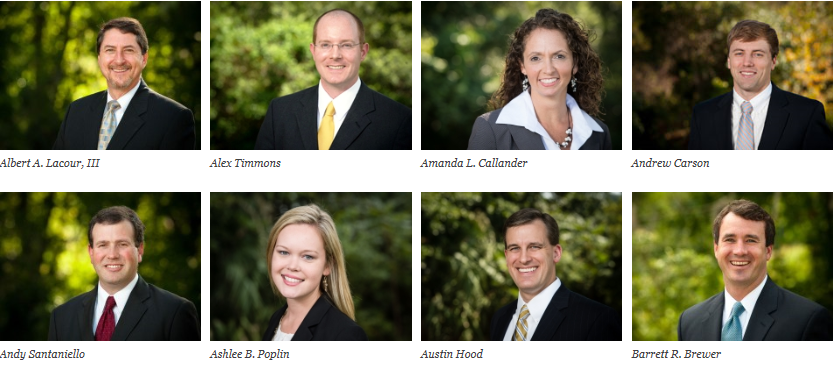 Albert A. Lacour, III
Alex Timmons
Amanda L. Callander
Andrew Carson
Andy Santaniello
Ashlee B. Poplin
Austin Hood
Barrett R. Brewer